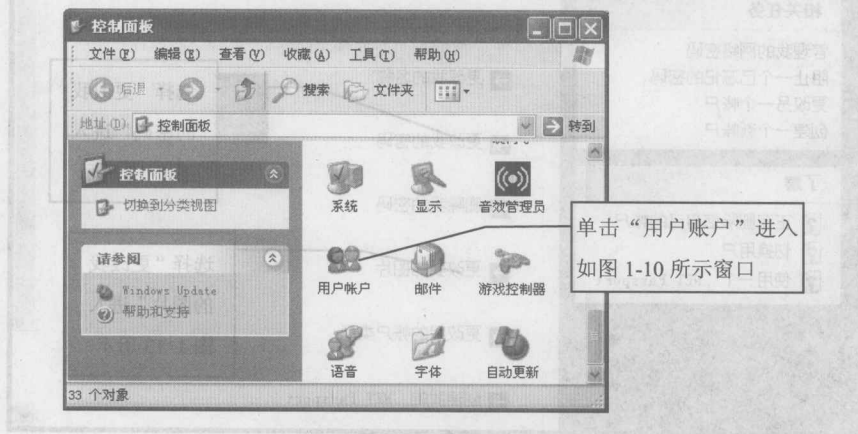 控制面板
文件(F) 编辑(E) 查看(V) 收藏(A) 工具(T) 帮助(H)
后退 搜索 文件夹
地址(D) 控制面板 转到
控制面板
切换到分类视图
请参阅
Windows Update
帮助和支持
系统 显示 音效管理员
用户帐户 邮件 游戏控制器
语音 字体 自动更新
单击“用户账户”进入
如图 1-10 所示窗口
33 个对象